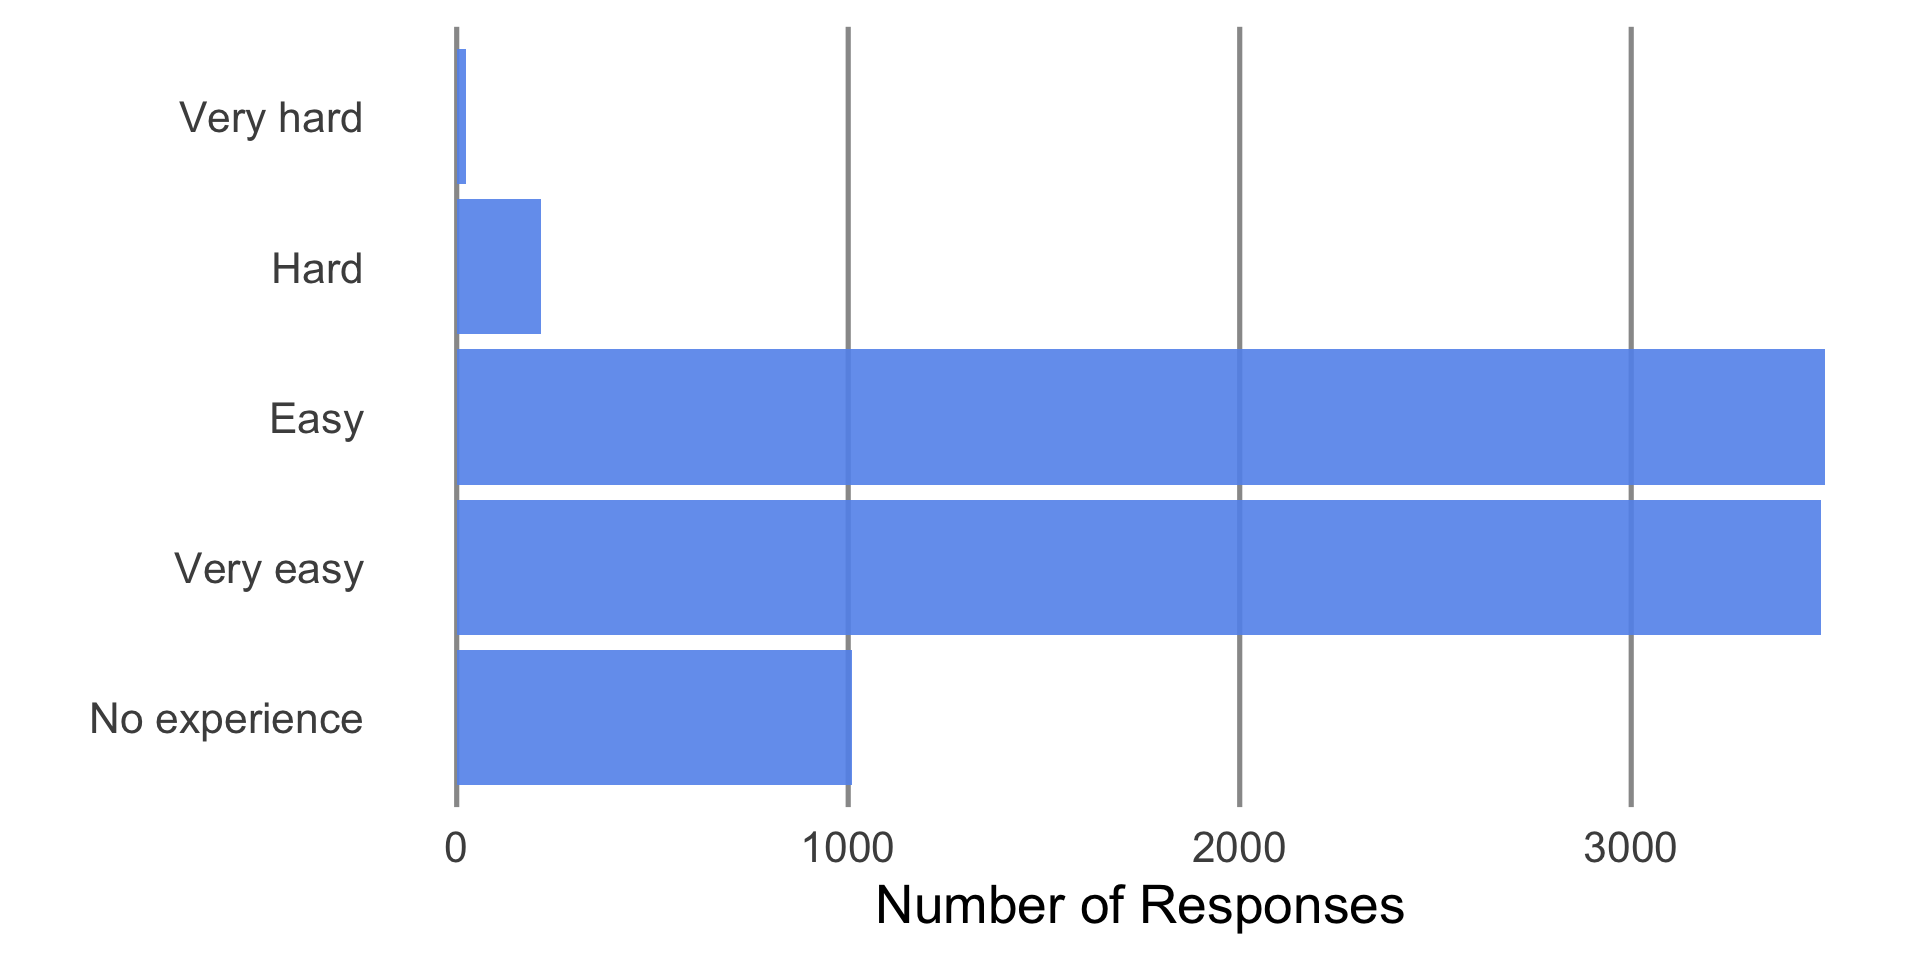 Very hard
Hard
Easy
Very easy
No experience
0 1000 2000 3000
Number of Responses